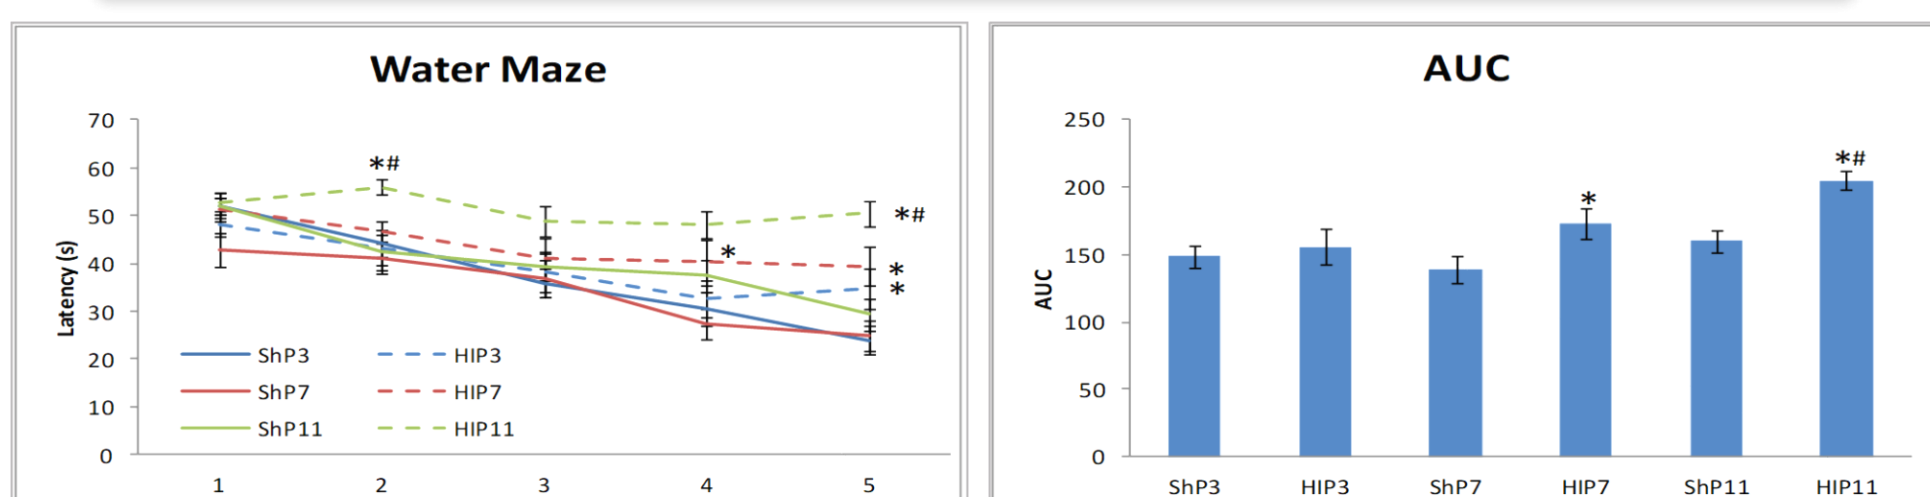 Water Maze
70
60
50
40
30
20
10
0
Latency (s)
*#
*
*#
*
*
ShP3
HIP3
ShP7
HIP7
ShP11
HIP11
1 2 3 4 5
AUC
250
200
150
100
50
0
AUC
*
*#
ShP3 HIP3 ShP7 HIP7 ShP11 HIP11